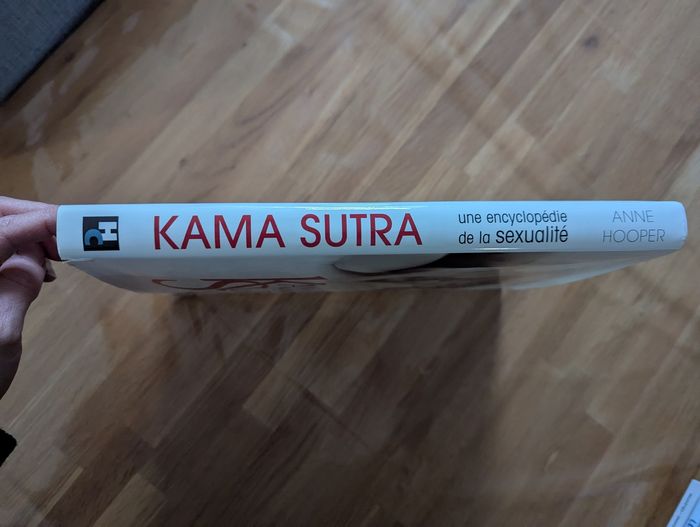 KAMA SUTRA
une encyclopédie
de la sexualité
ANNE
HOOPER